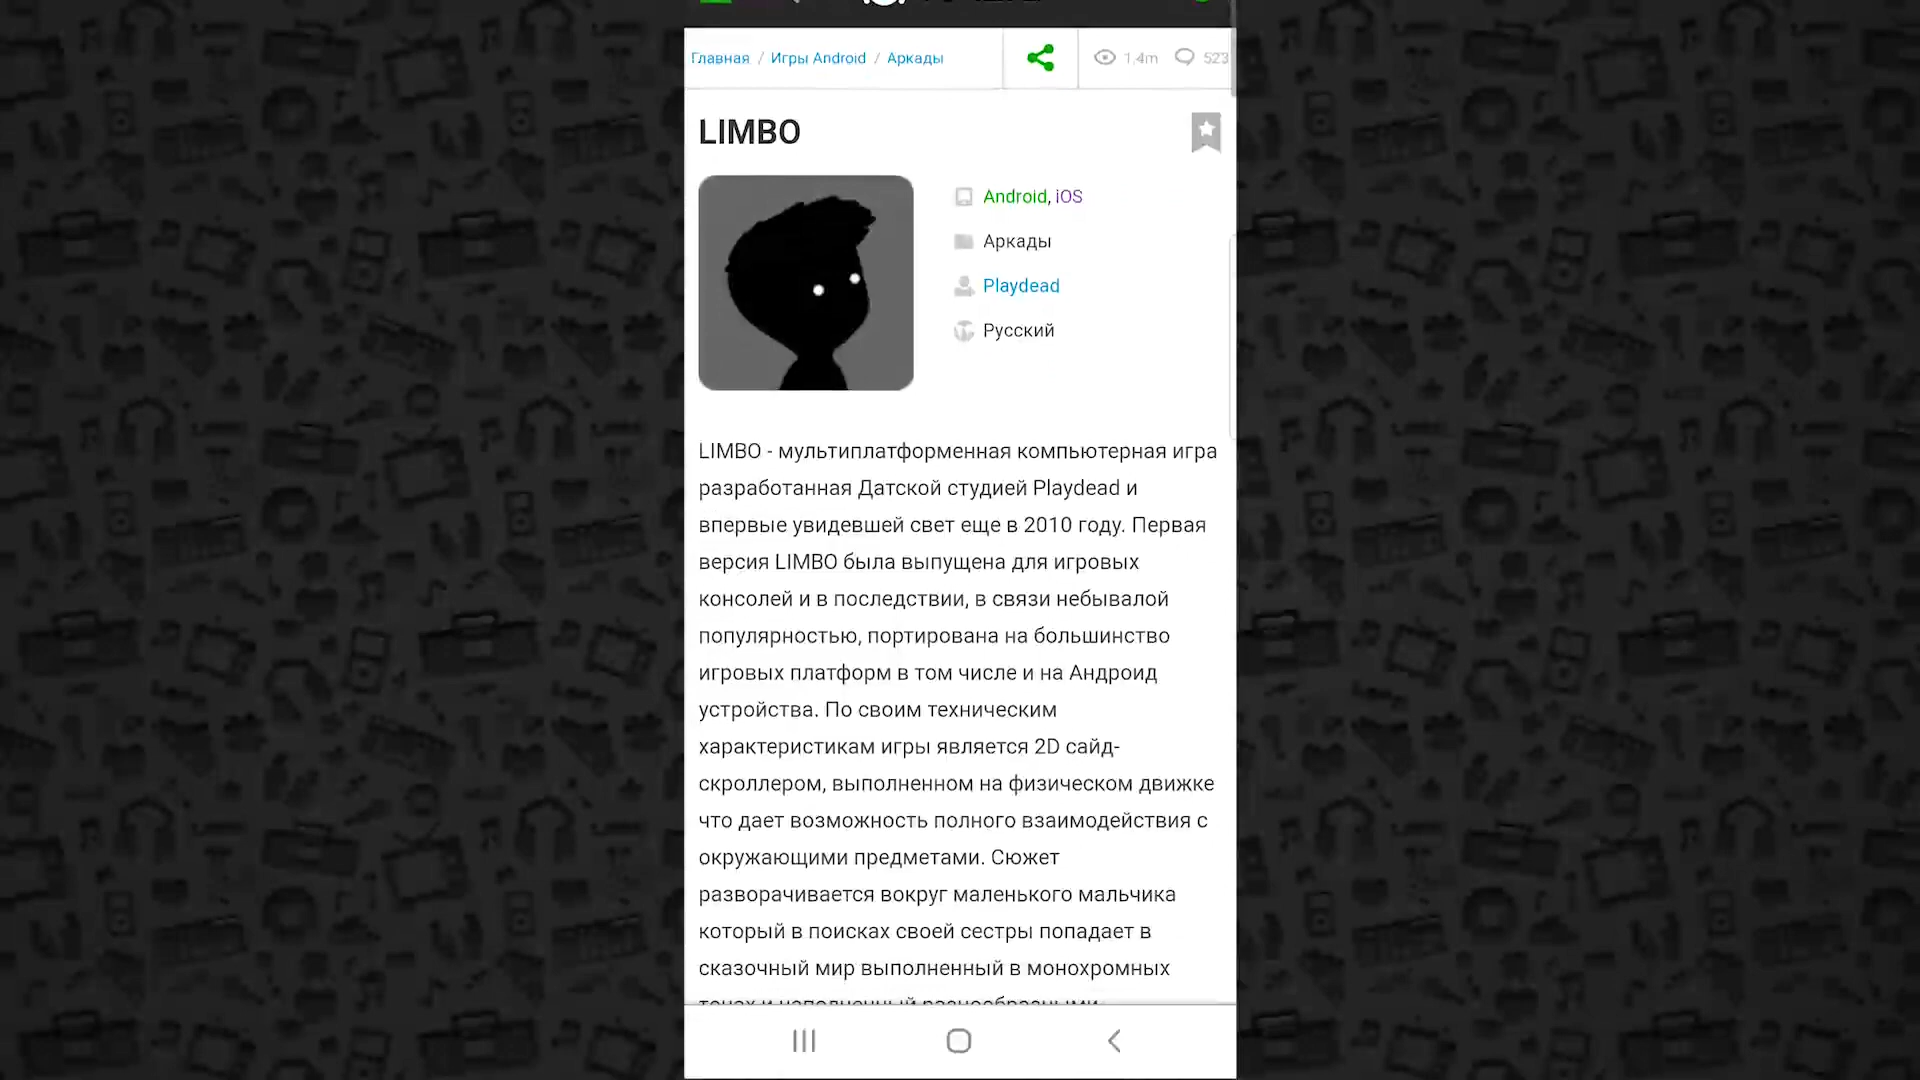 Главная / Игры Android / Аркады
1,4m
523
LIMBO
Android, iOS
Аркады
Playdead
Русский
LIMBO - мультиплатформенная компьютерная игра
разработанная Датской студией Playdead и
впервые увидевшей свет еще в 2010 году. Первая
версия LIMBO была выпущена для игровых
консолей и в последствии, в связи небывалой
популярностью, портирована на большинство
игровых платформ в том числе и на Андроид
устройства. По своим техническим
характеристикам игры является 2D сайд-
скроллером, выполненном на физическом движке
что дает возможность полного взаимодействия с
окружающими предметами. Сюжет
разворачивается вокруг маленького мальчика
который в поисках своей сестры попадает в
сказочный мир выполненный в монохромных
тонах и наполненный разнообразными